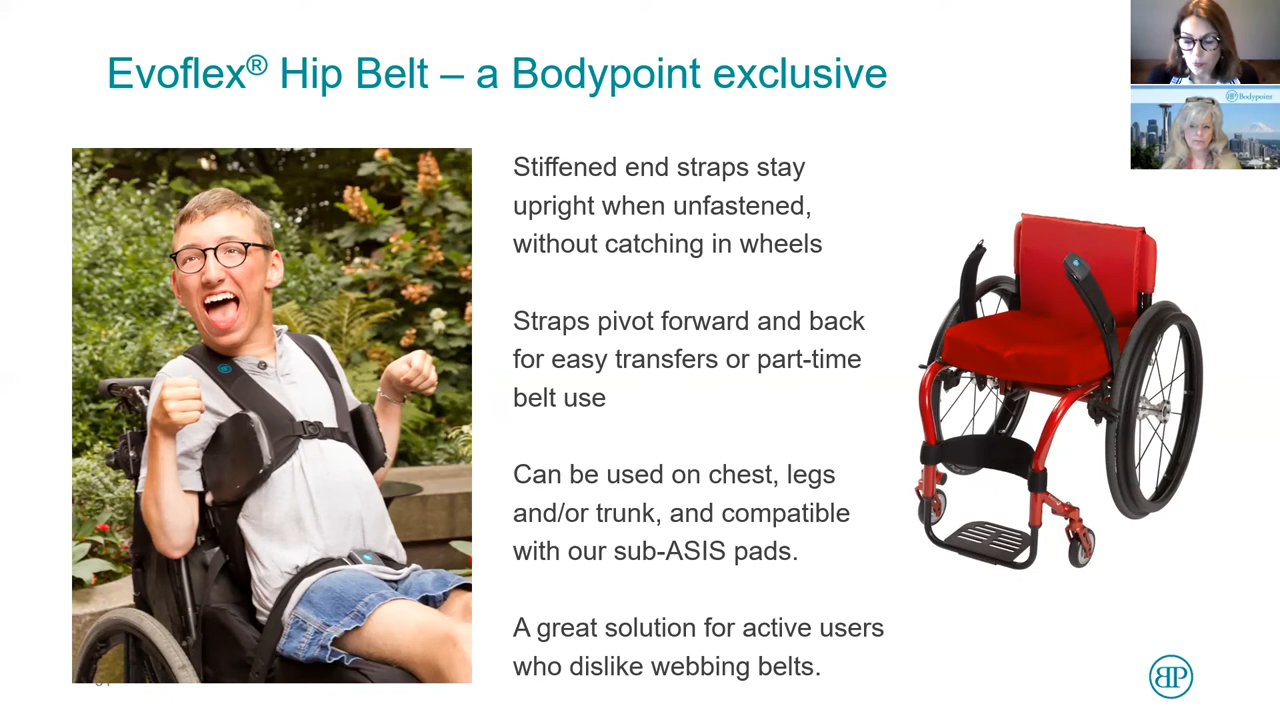 Evoflex® Hip Belt – a Bodypoint exclusive
Bodypoint
Stiffened end straps stay
upright when unfastened,
without catching in wheels
Straps pivot forward and back
for easy transfers or part-time
belt use
Can be used on chest, legs
and/or trunk, and compatible
with our sub-ASIS pads.
A great solution for active users
who dislike webbing belts.
BP